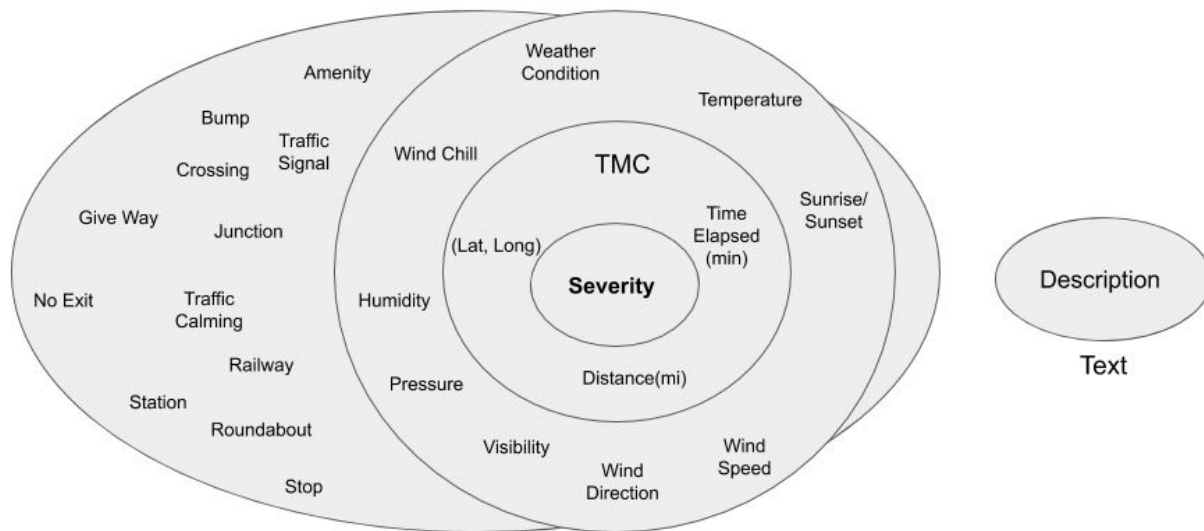 Amenity
Bump
Traffic
Signal
Crossing
Give Way
Junction
No Exit
Traffic
Calming
Railway
Station
Roundabout
Stop
Weather
Condition
Temperature
Wind Chill
Sunrise/
Sunset
Humidity
Pressure
Visibility
Wind
Direction
Wind
Speed
TMC
(Lat, Long)
Time
Elapsed
(min)
Distance(mi)
Severity
Description
Text